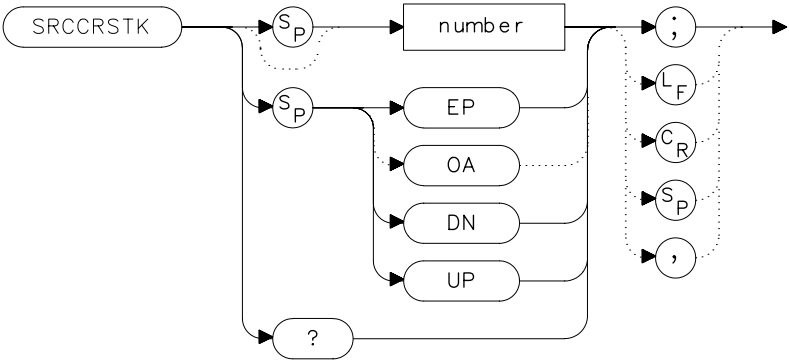 SRCCRSTK SP number ;
LF
SP EP
CR
OA
SP
DN
,
UP
?